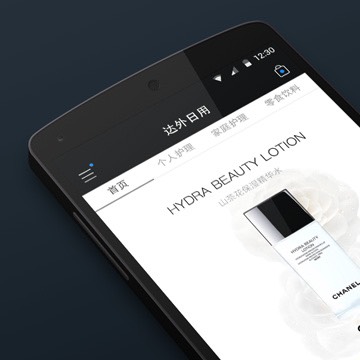 12:30
达外日用
首页 个人护理 家庭护理 零食饮料
HYDRA BEAUTY LOTION
山茶花保湿精华水
HYDRA BEAUTY
LOTION
CHANEL